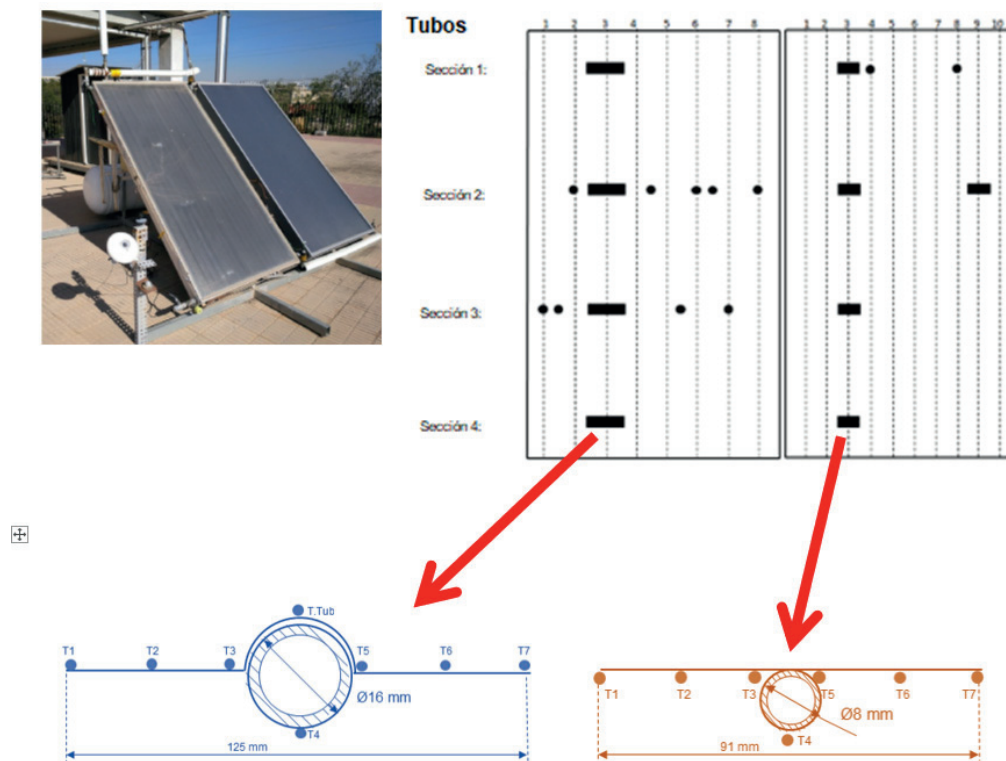 Tubos
1 2 3 4 5 6 7 8
1 2 3 4 5 6 7 8 9 10
Sección 1:
Sección 2:
Sección 3:
Sección 4:
T.Tub
T1 T2 T3 T5 T6 T7
Ø16 mm
T4
125 mm
T1 T2 T3 T5 T6 T7
Ø8 mm
T4
91 mm